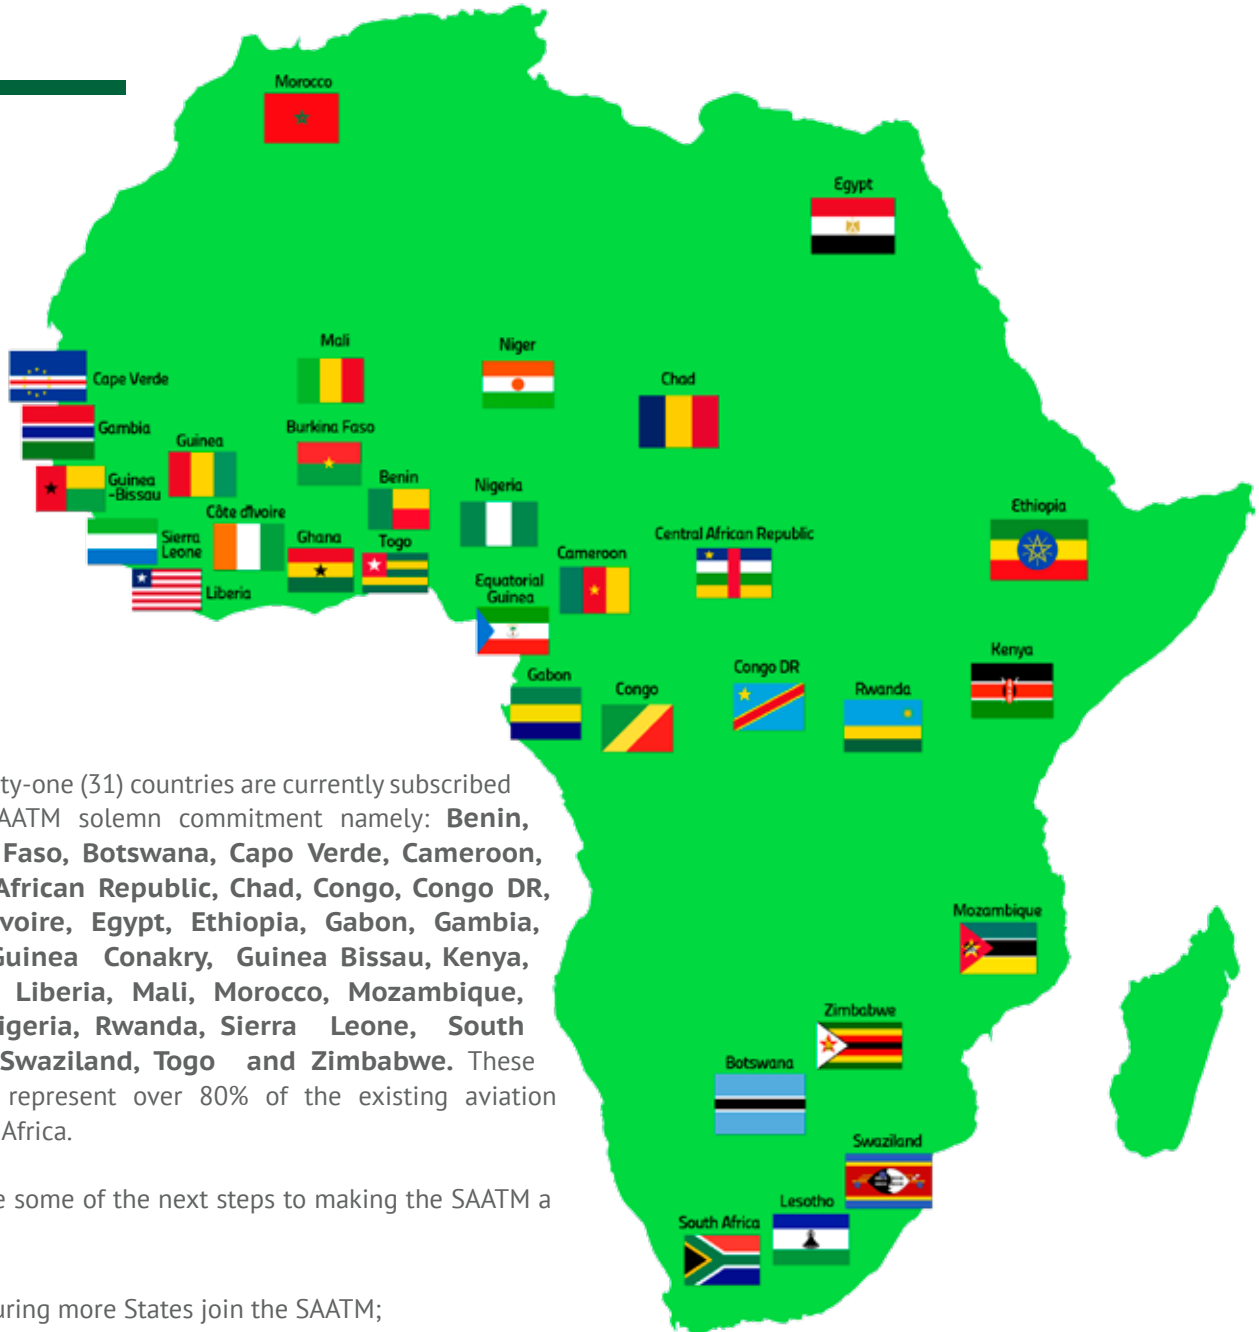 Morocco
Egypt
Mali
Niger
Chad
Cape Verde
Gambia
Guinea
Burkina Faso
Guinea
-Bissau
Benin
Nigeria
Côte d'Ivoire
Ghana
Togo
Sierra
Leone
Liberia
Cameroon
Central African Republic
Ethiopia
Equatorial
Guinea
Kenya
Gabon
Congo
Congo DR
Rwanda
Mozambique
Zimbabwe
Botswana
Swaziland
Lesotho
South Africa
ty-one (31) countries are currently subscribed
AATM solemn commitment namely: Benin,
Faso, Botswana, Capo Verde, Cameroon,
African Republic, Chad, Congo, Congo DR,
voire, Egypt, Ethiopia, Gabon, Gambia,
Guinea Conakry, Guinea Bissau, Kenya,
Liberia, Mali, Morocco, Mozambique,
igeria, Rwanda, Sierra Leone, South
Swaziland, Togo and Zimbabwe. These
represent over 80% of the existing aviation
Africa.
e some of the next steps to making the SAATM a
uring more States join the SAATM;